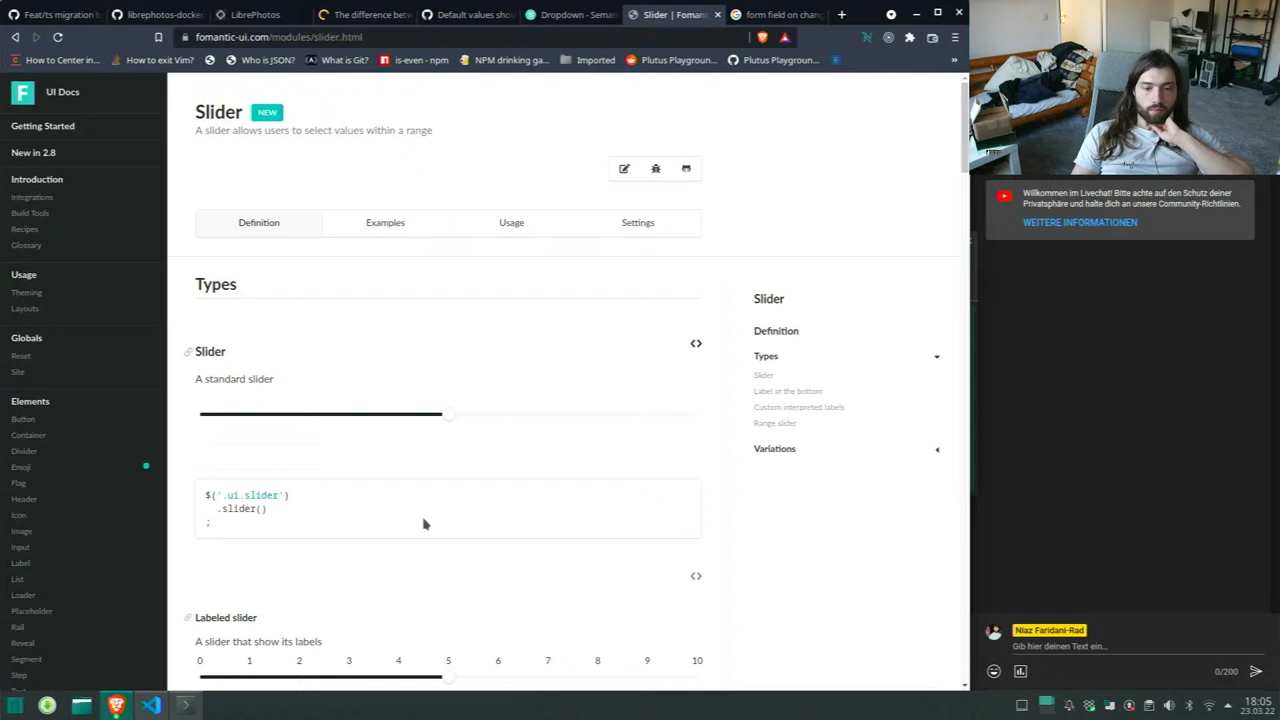 Feat/ts migration b
librephotos-docker
LibrePhotos
The difference betw
Default values shou
Dropdown - Seman
Slider | Fomant
form field on chang
fomantic-ui.com/modules/slider.html
How to Center in...
How to exit Vim?
Who is JSON?
What is Git?
is-even - npm
NPM drinking ga...
Imported
Plutus Playgroun...
Plutus Playgroun...
UI Docs
Getting Started
New in 2.8
Introduction
Integrations
Build Tools
Recipes
Glossary
Usage
Theming
Layouts
Globals
Reset
Site
Elements
Button
Container
Divider
Emoji
Flag
Header
Icon
Image
Input
Label
List
Loader
Placeholder
Rail
Reveal
Segment
Step
Slider NEW
A slider allows users to select values within a range
Definition
Examples
Usage
Settings
Types
Slider
A standard slider
$('.ui.slider')
.slider()
;
Labeled slider
A slider that show its labels
0 1 2 3 4 5 6 7 8 9 10
Slider
Definition
Types
Slider
Label at the bottom
Custom interpreted labels
Range slider
Variations
Willkommen im Livechat! Bitte achte auf den Schutz deiner
Privatsphäre und halte dich an unsere Community-Richtlinien.
WEITERE INFORMATIONEN
Niaz Faridani-Rad
Gib hier deinen Text ein...
0/200
18:05
23.03.22